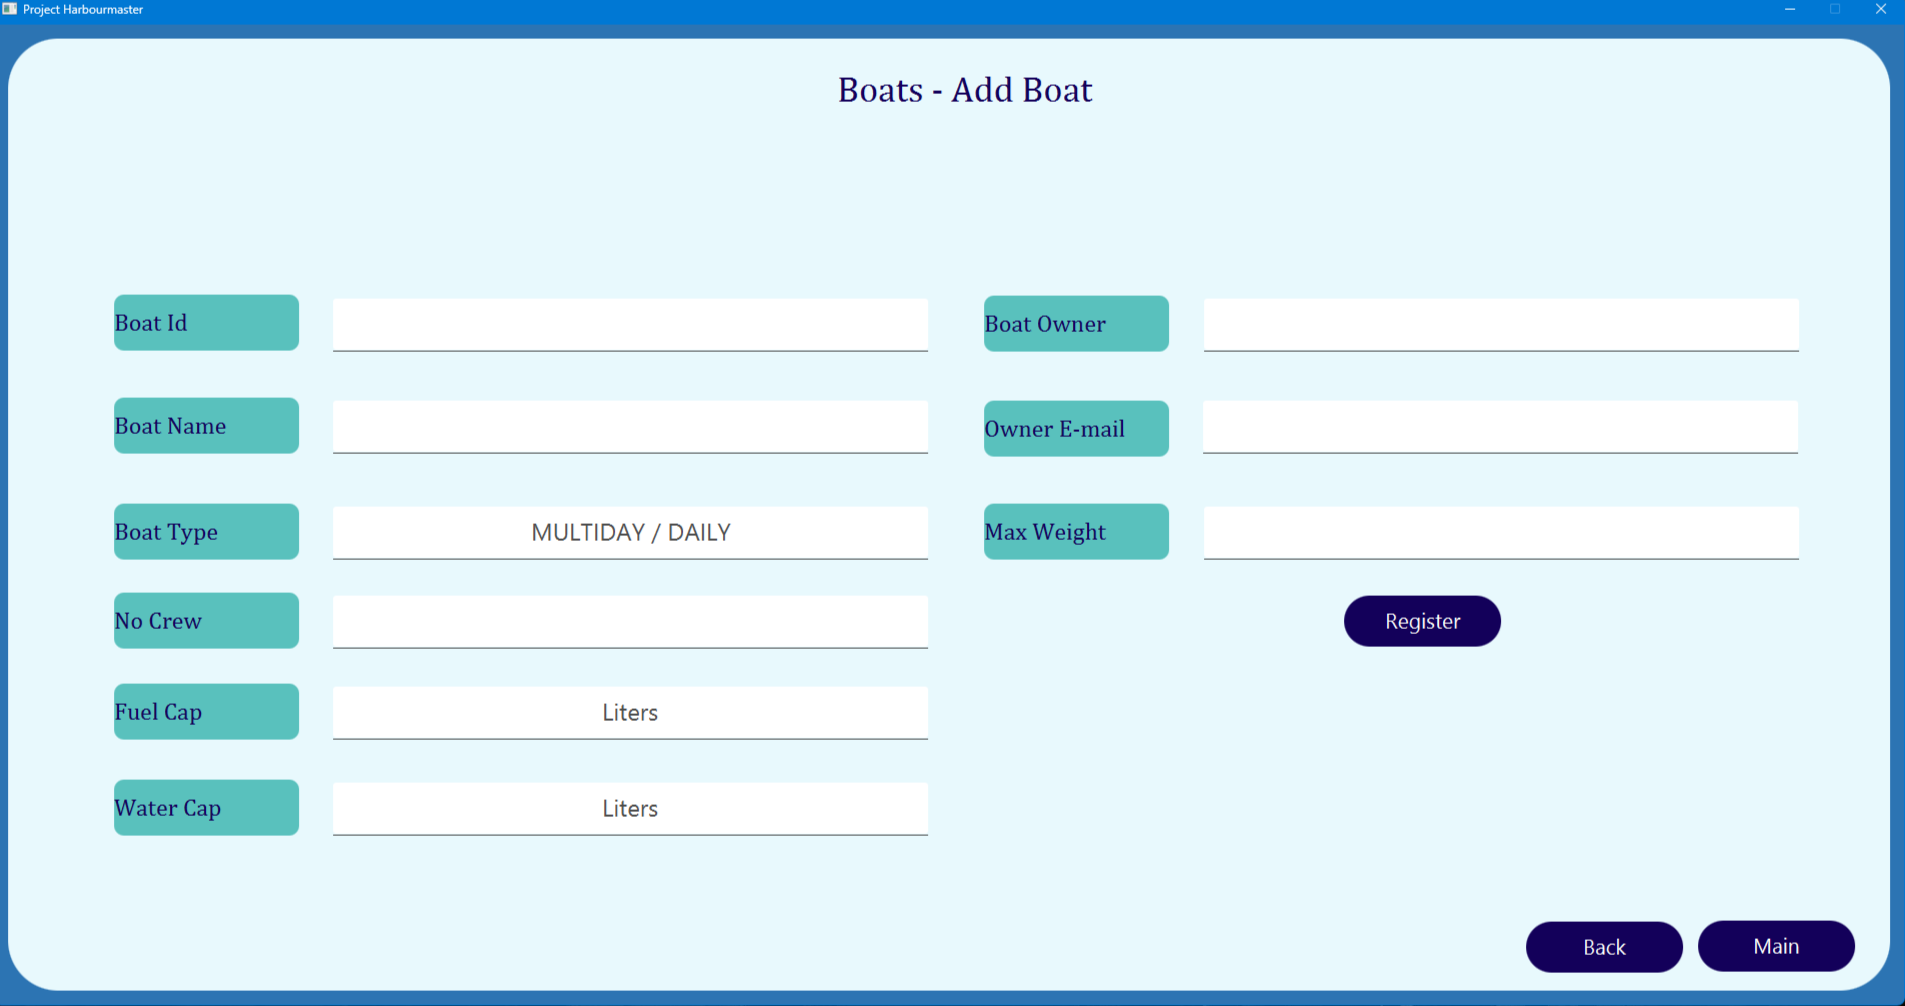 Project Harbourmaster
Boats - Add Boat
Boat Id
Boat Owner
Boat Name
Owner E-mail
Boat Type
MULTIDAY / DAILY
Max Weight
No Crew
Register
Fuel Cap
Liters
Water Cap
Liters
Back
Main